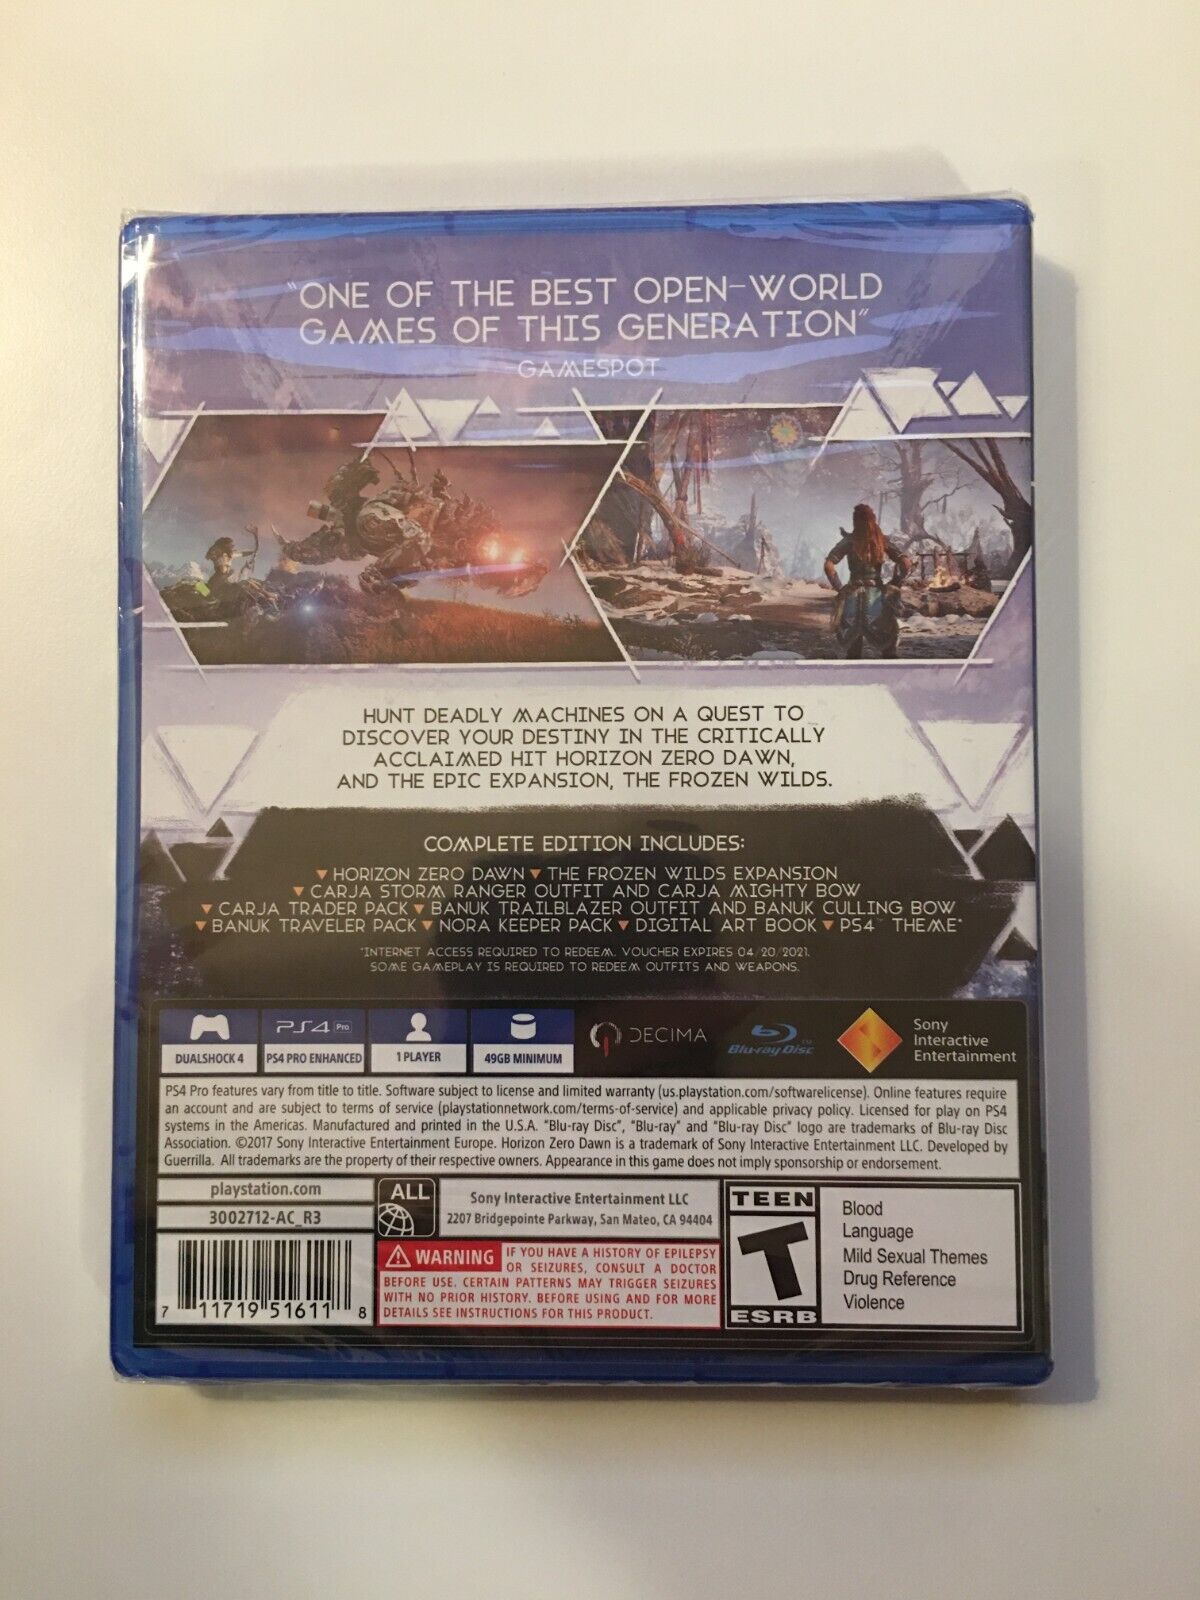 "ONE OF THE BEST OPEN-WORLD
GAMES OF THIS GENERATION"
GAMESPOT
HUNT DEADLY MACHINES ON A QUEST TO
DISCOVER YOUR DESTINY IN THE CRITICALLY
ACCLAIMED HIT HORIZON ZERO DAWN,
AND THE EPIC EXPANSION, THE FROZEN WILDS.
COMPLETE EDITION INCLUDES:
▼ HORIZON ZERO DAWN ▼ THE FROZEN WILDS EXPANSION
▼ CARJA STORM RANGER OUTFIT AND CARJA MIGHTY BOW
▼ CARJA TRADER PACK ▼ BANUK TRAILBLAZER OUTFIT AND BANUK CULLING BOW
▼ BANUK TRAVELER PACK ▼ NORA KEEPER PACK ▼ DIGITAL ART BOOK ▼ PS4™ THEME*
*INTERNET ACCESS REQUIRED TO REDEEM. VOUCHER EXPIRES 04/20/2021.
SOME GAMEPLAY IS REQUIRED TO REDEEM OUTFITS AND WEAPONS.
DUALSHOCK 4
PS4 Pro
PS4 PRO ENHANCED
1 PLAYER
49GB MINIMUM
DECIMA
Blu-ray Disc™
Sony
Interactive
Entertainment
PS4 Pro features vary from title to title. Software subject to license and limited warranty (us.playstation.com/softwarelicense). Online features require
an account and are subject to terms of service (playstationnetwork.com/terms-of-service) and applicable privacy policy. Licensed for play on PS4
systems in the Americas. Manufactured and printed in the U.S.A. "Blu-ray Disc", "Blu-ray" and "Blu-ray Disc" logo are trademarks of Blu-ray Disc
Association. ©2017 Sony Interactive Entertainment Europe. Horizon Zero Dawn is a trademark of Sony Interactive Entertainment LLC. Developed by
Guerrilla. All trademarks are the property of their respective owners. Appearance in this game does not imply sponsorship or endorsement.
playstation.com
3002712-AC_R3
7 11719 51611 8
ALL
Sony Interactive Entertainment LLC
2207 Bridgepointe Parkway, San Mateo, CA 94404
WARNING IF YOU HAVE A HISTORY OF EPILEPSY
OR SEIZURES, CONSULT A DOCTOR
BEFORE USE. CERTAIN PATTERNS MAY TRIGGER SEIZURES
WITH NO PRIOR HISTORY. BEFORE USING AND FOR MORE
DETAILS SEE INSTRUCTIONS FOR THIS PRODUCT.
TEEN
T
ESRB
Blood
Language
Mild Sexual Themes
Drug Reference
Violence